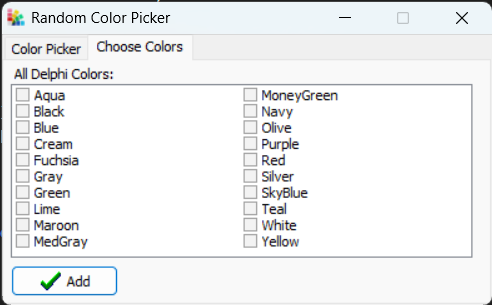 Random Color Picker
Color Picker Choose Colors
All Delphi Colors:
Aqua MoneyGreen
Black Navy
Blue Olive
Cream Purple
Fuchsia Red
Gray Silver
Green SkyBlue
Lime Teal
Maroon White
MedGray Yellow
Add